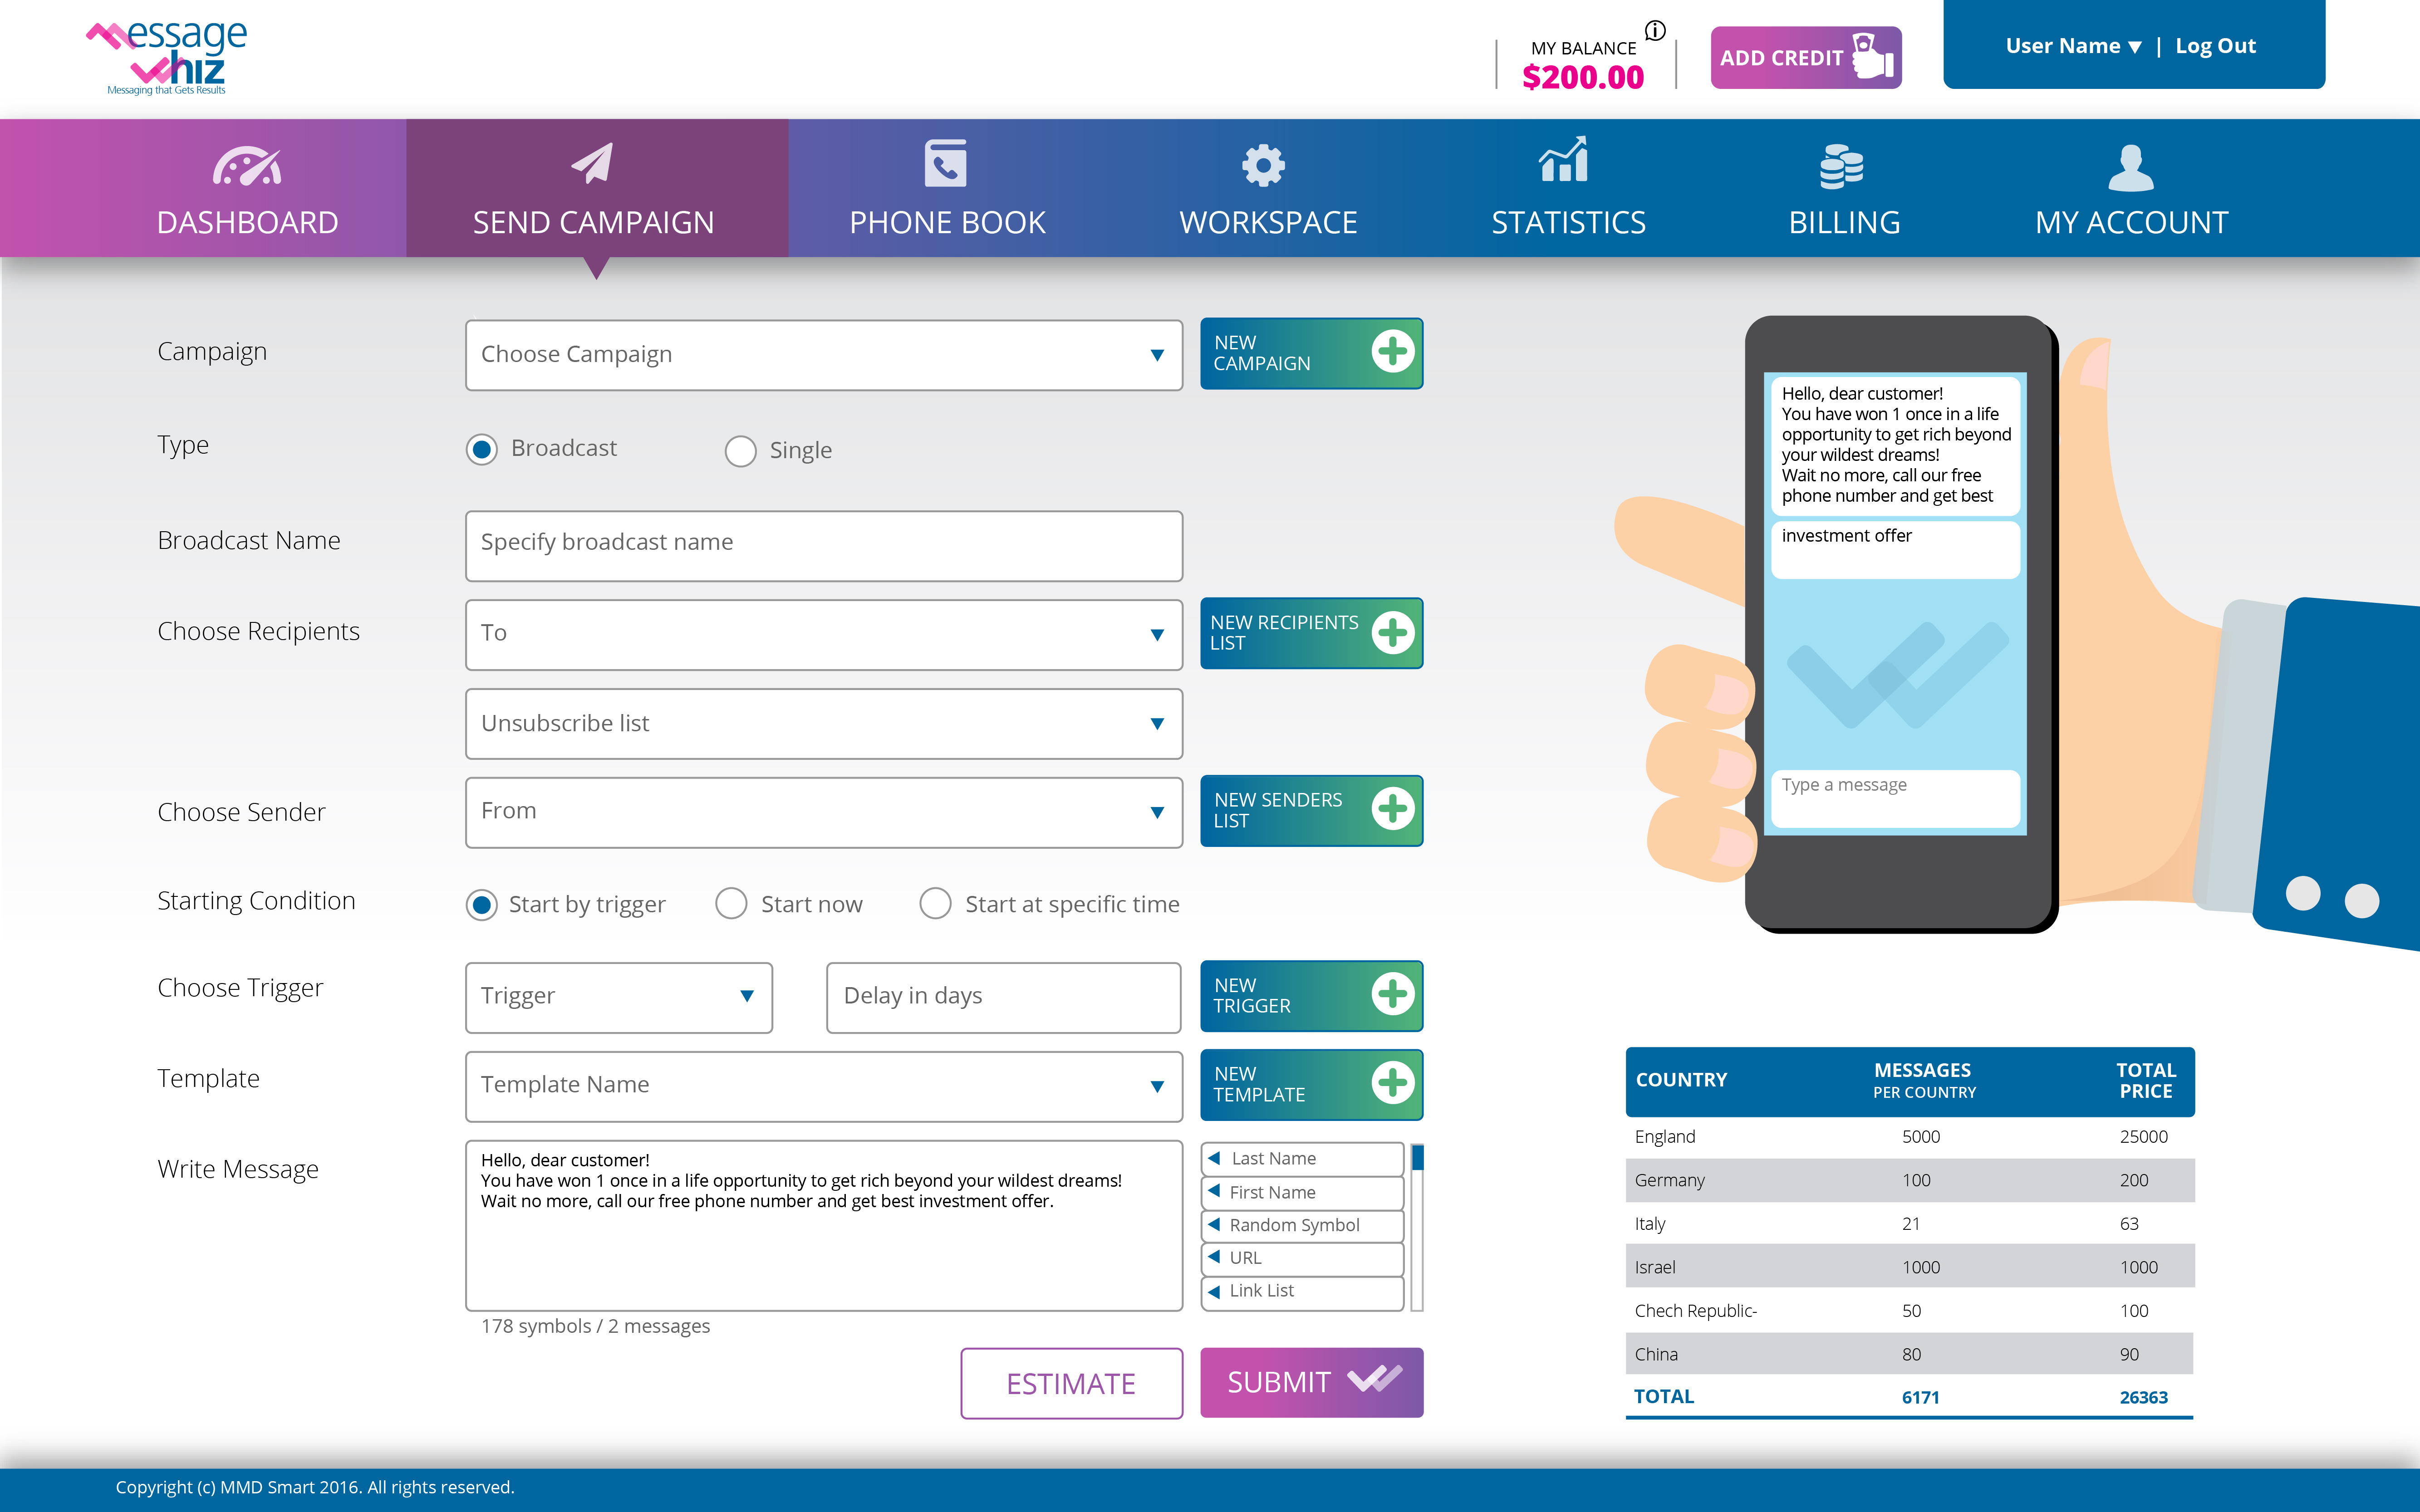 Message
Whiz
Messaging that Gets Results
MY BALANCE
$200.00
ADD CREDIT
User Name ▼ | Log Out
DASHBOARD
SEND CAMPAIGN
PHONE BOOK
WORKSPACE
STATISTICS
BILLING
MY ACCOUNT
Campaign
Choose Campaign
NEW
CAMPAIGN
Type
Broadcast
Single
Broadcast Name
Specify broadcast name
Choose Recipients
To
NEW RECIPIENTS
LIST
Unsubscribe list
Choose Sender
From
NEW SENDERS
LIST
Starting Condition
Start by trigger
Start now
Start at specific time
Choose Trigger
Trigger
Delay in days
NEW
TRIGGER
Template
Template Name
NEW
TEMPLATE
Write Message
Hello, dear customer!
You have won 1 once in a life opportunity to get rich beyond your wildest dreams!
Wait no more, call our free phone number and get best investment offer.
Last Name
First Name
Random Symbol
URL
Link List
178 symbols / 2 messages
ESTIMATE
SUBMIT
Hello, dear customer!
You have won 1 once in a life
opportunity to get rich beyond
your wildest dreams!
Wait no more, call our free
phone number and get best
investment offer
Type a message
COUNTRY MESSAGES PER COUNTRY TOTAL PRICE
England 5000 25000
Germany 100 200
Italy 21 63
Israel 1000 1000
Chech Republic- 50 100
China 80 90
TOTAL 6171 26363
Copyright (c) MMD Smart 2016. All rights reserved.